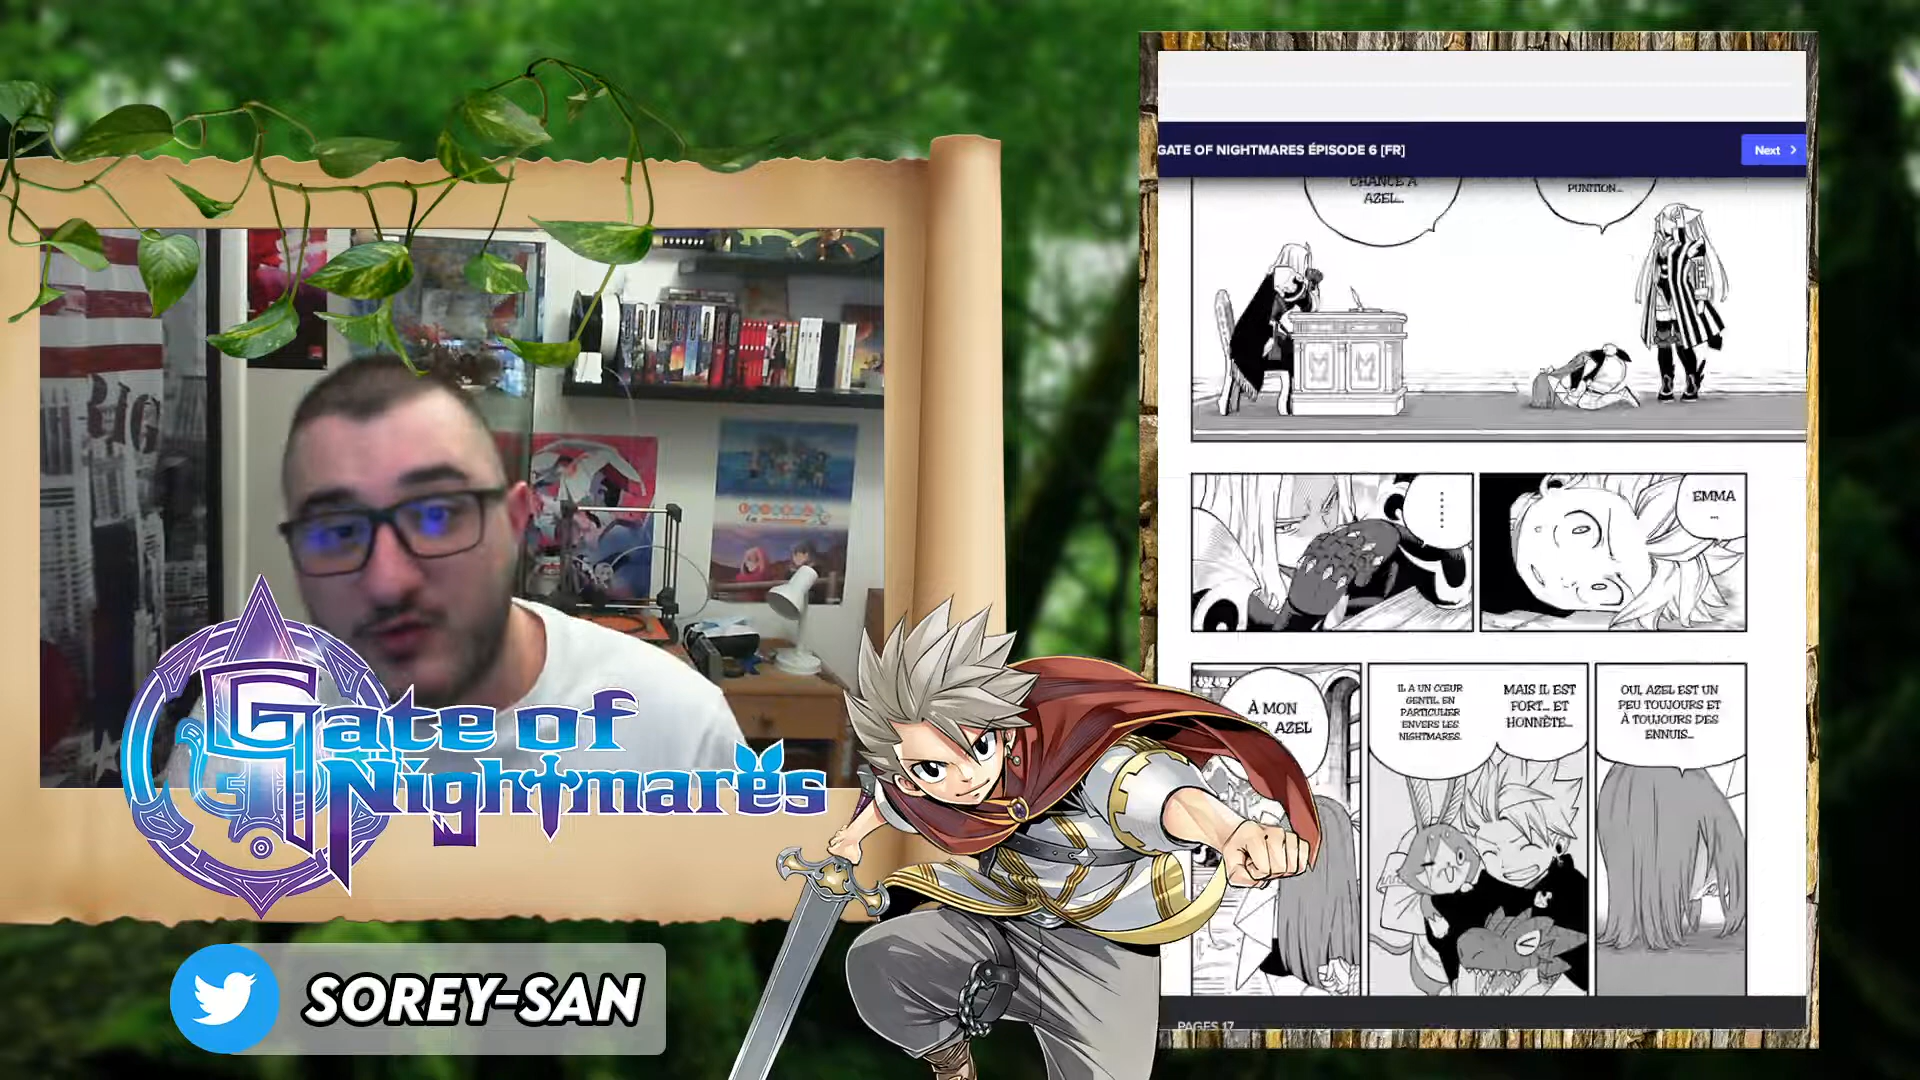 GATE OF NIGHTMARES ÉPISODE 6 [FR]
Next
CHANCE À
AZEL...
PUNITION...
EMMA
...
À MON
AZEL
IL A UN CŒUR
GENTIL. EN
PARTICULIER
ENVERS LES
NIGHTMARES.
MAIS IL EST
FORT... ET
HONNÊTE...
OUI, AZEL EST UN
PEU TOUJOURS ET
À TOUJOURS DES
ENNUIS...
PAGES 17
Gate of
Nightmares
SOREY-SAN